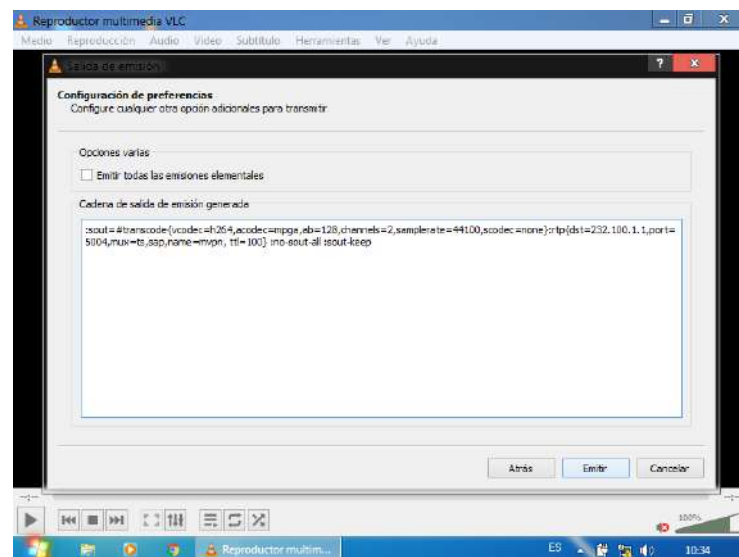 Reproductor multimedia VLC
Medio Reproducción Audio Video Subtítulo Herramientas Ver Ayuda
Salida de emisión
?
Configuración de preferencias
Configure cualquier otra opción adicionales para transmitir
Opciones varias
Emitir todas las emisiones elementales
Cadena de salida de emisión generada
:sout=#transcode{vcodec=h264,acodec=mpga,ab=128,channels=2,samplerate=44100,scodec=none}:rtp{dst=232.100.1.1,port=
5004,mux=ts,sap,name=mvpn, ttl=100} :no-sout-all :sout-keep
Atrás Emitir Cancelar
--:-- --:--
100%
Reproductor multim... ES 10:34